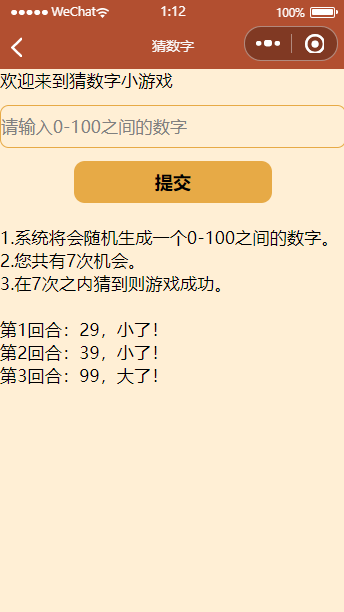 WeChat 1:12 100%
猜数字
欢迎来到猜数字小游戏
请输入0-100之间的数字
提交
1.系统将会随机生成一个0-100之间的数字。
2.您共有7次机会。
3.在7次之内猜到则游戏成功。
第1回合：29，小了！
第2回合：39，小了！
第3回合：99，大了！